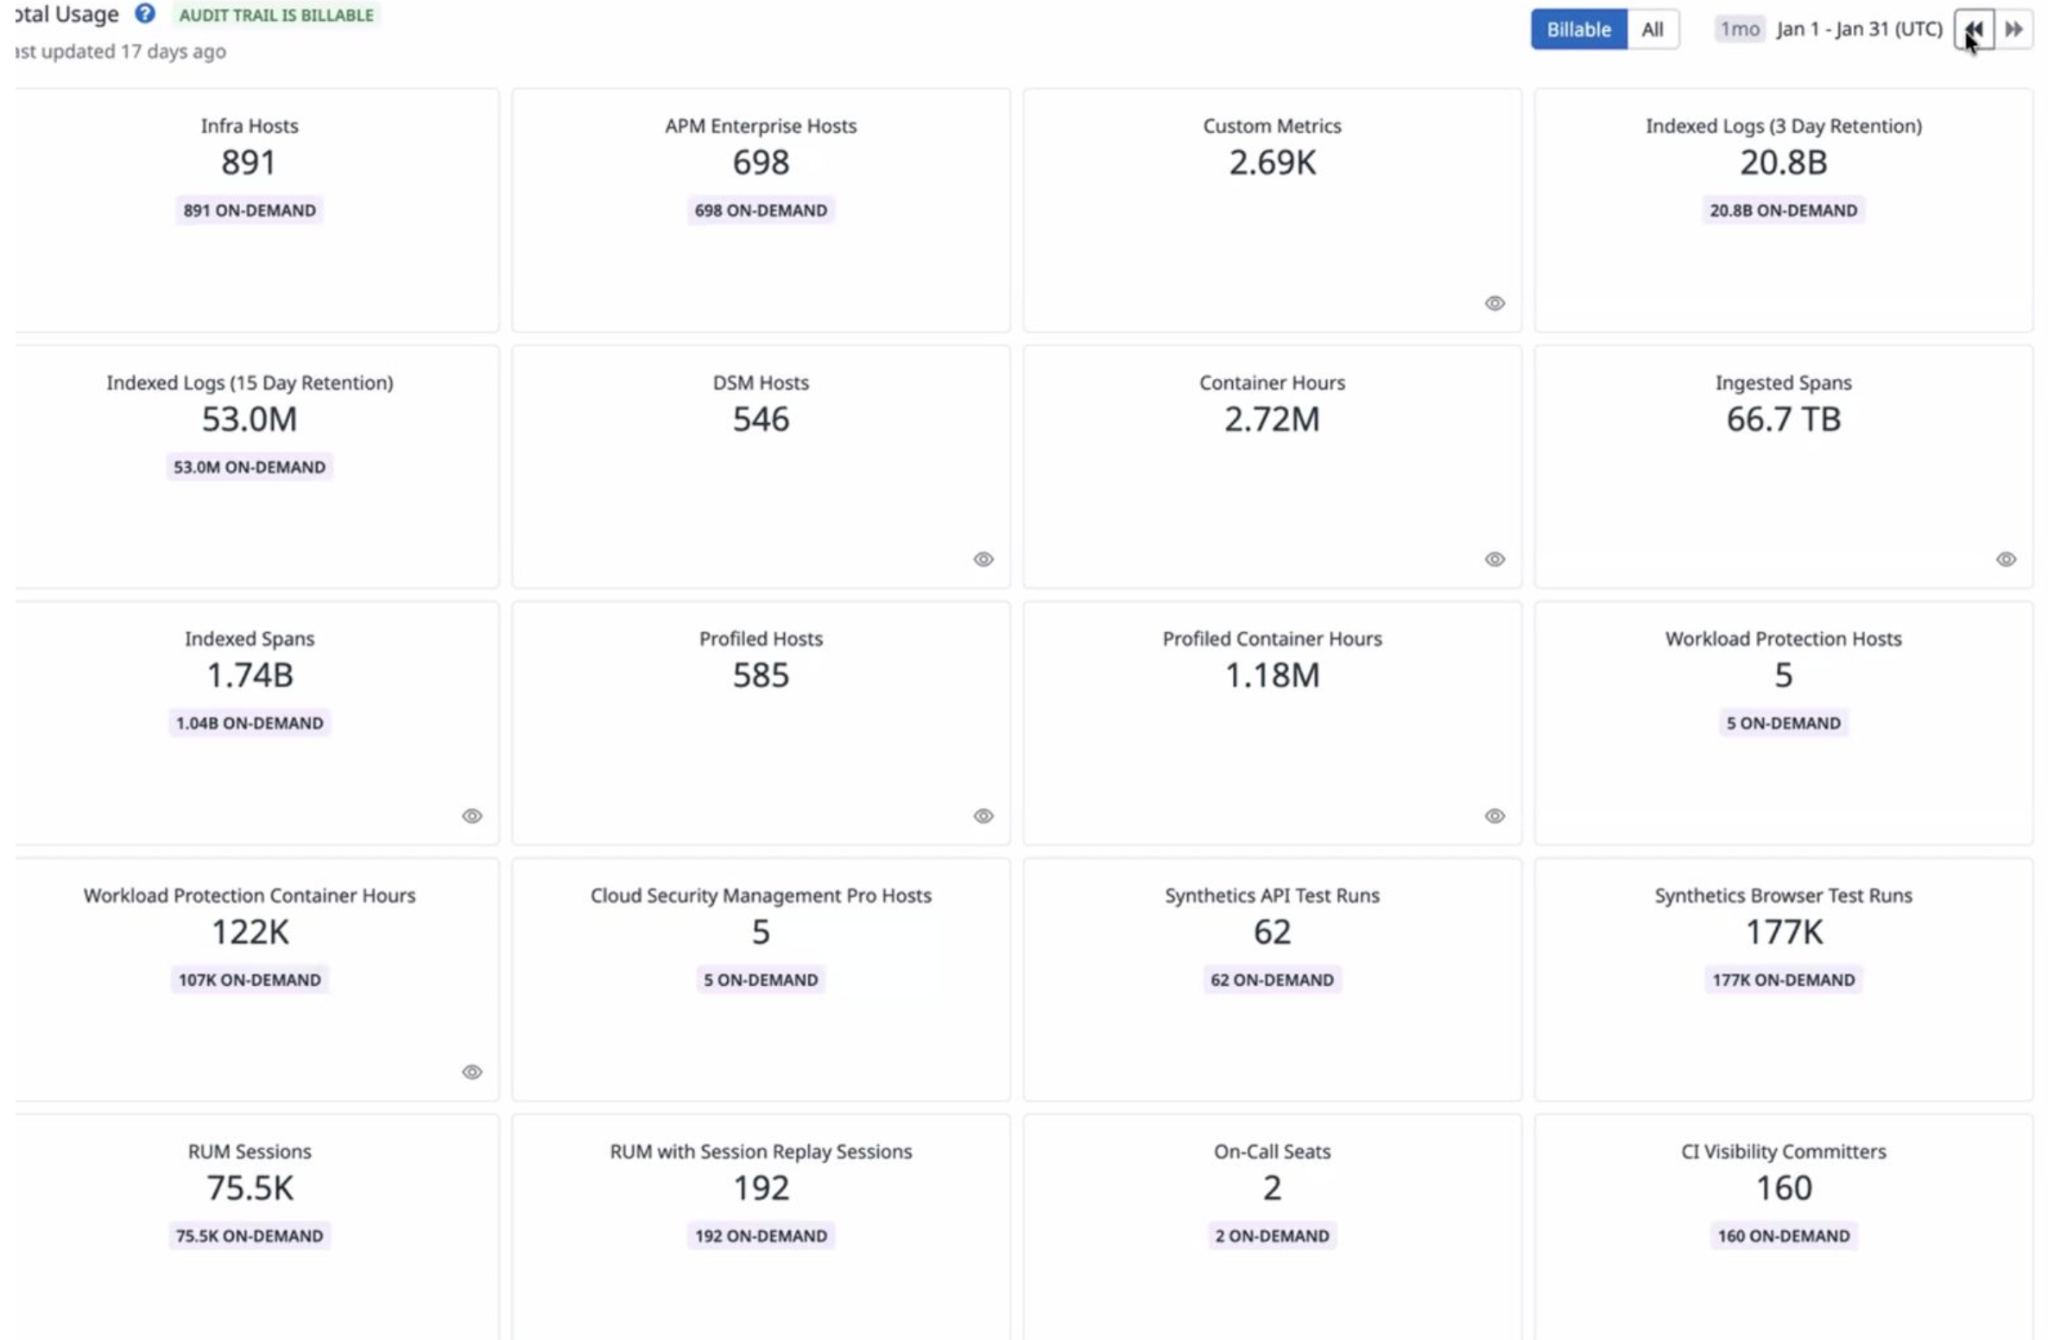 otal Usage ? AUDIT TRAIL IS BILLABLE
Billable All 1mo Jan 1 - Jan 31 (UTC)
ast updated 17 days ago
Infra Hosts
891
891 ON-DEMAND
APM Enterprise Hosts
698
698 ON-DEMAND
Custom Metrics
2.69K
Indexed Logs (3 Day Retention)
20.8B
20.8B ON-DEMAND
Indexed Logs (15 Day Retention)
53.0M
53.0M ON-DEMAND
DSM Hosts
546
Container Hours
2.72M
Ingested Spans
66.7 TB
Indexed Spans
1.74B
1.04B ON-DEMAND
Profiled Hosts
585
Profiled Container Hours
1.18M
Workload Protection Hosts
5
5 ON-DEMAND
Workload Protection Container Hours
122K
107K ON-DEMAND
Cloud Security Management Pro Hosts
5
5 ON-DEMAND
Synthetics API Test Runs
62
62 ON-DEMAND
Synthetics Browser Test Runs
177K
177K ON-DEMAND
RUM Sessions
75.5K
75.5K ON-DEMAND
RUM with Session Replay Sessions
192
192 ON-DEMAND
On-Call Seats
2
2 ON-DEMAND
CI Visibility Committers
160
160 ON-DEMAND